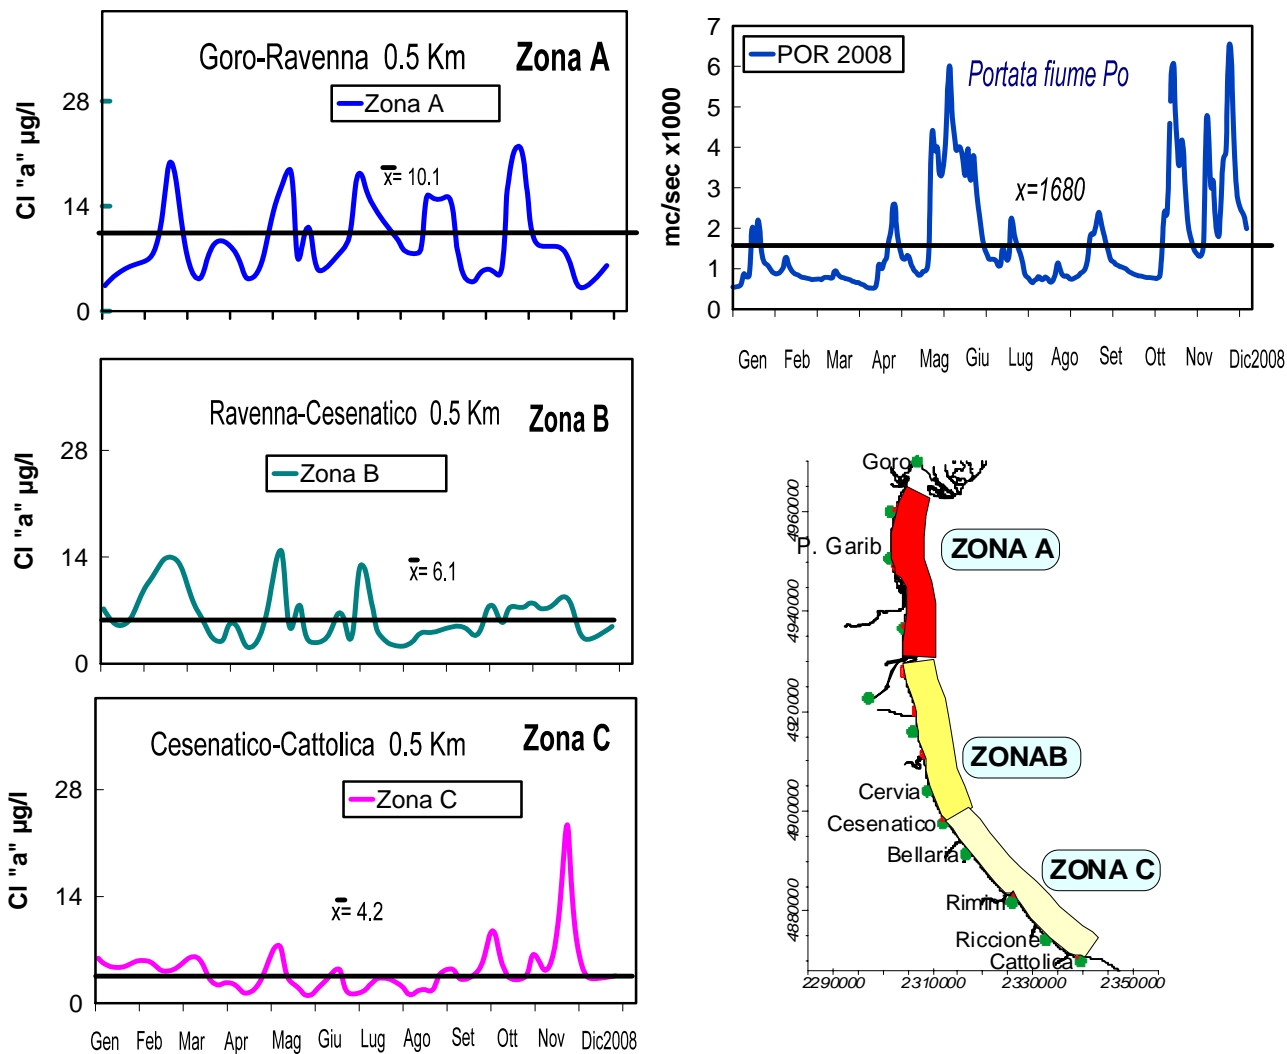 Goro-Ravenna 0.5 Km Zona A
Zona A
Cl "a" µg/l
28
14
0
x= 10.1
Ravenna-Cesenatico 0.5 Km Zona B
Zona B
Cl "a" µg/l
28
14
0
x= 6.1
Cesenatico-Cattolica 0.5 Km Zona C
Zona C
Cl "a" µg/l
28
14
0
x= 4.2
Gen Feb Mar Apr Mag Giu Lug Ago Set Ott Nov Dic2008
POR 2008
Portata fiume Po
mc/sec x1000
7
6
5
4
3
2
1
0
x=1680
Gen Feb Mar Apr Mag Giu Lug Ago Set Ott Nov Dic2008
Goro
P. Garib
Cervia
Cesenatico
Bellaria
Rimini
Riccione
Cattolica
ZONA A
ZONAB
ZONA C
4960000
4940000
4920000
4900000
4880000
2290000 2310000 2330000 2350000